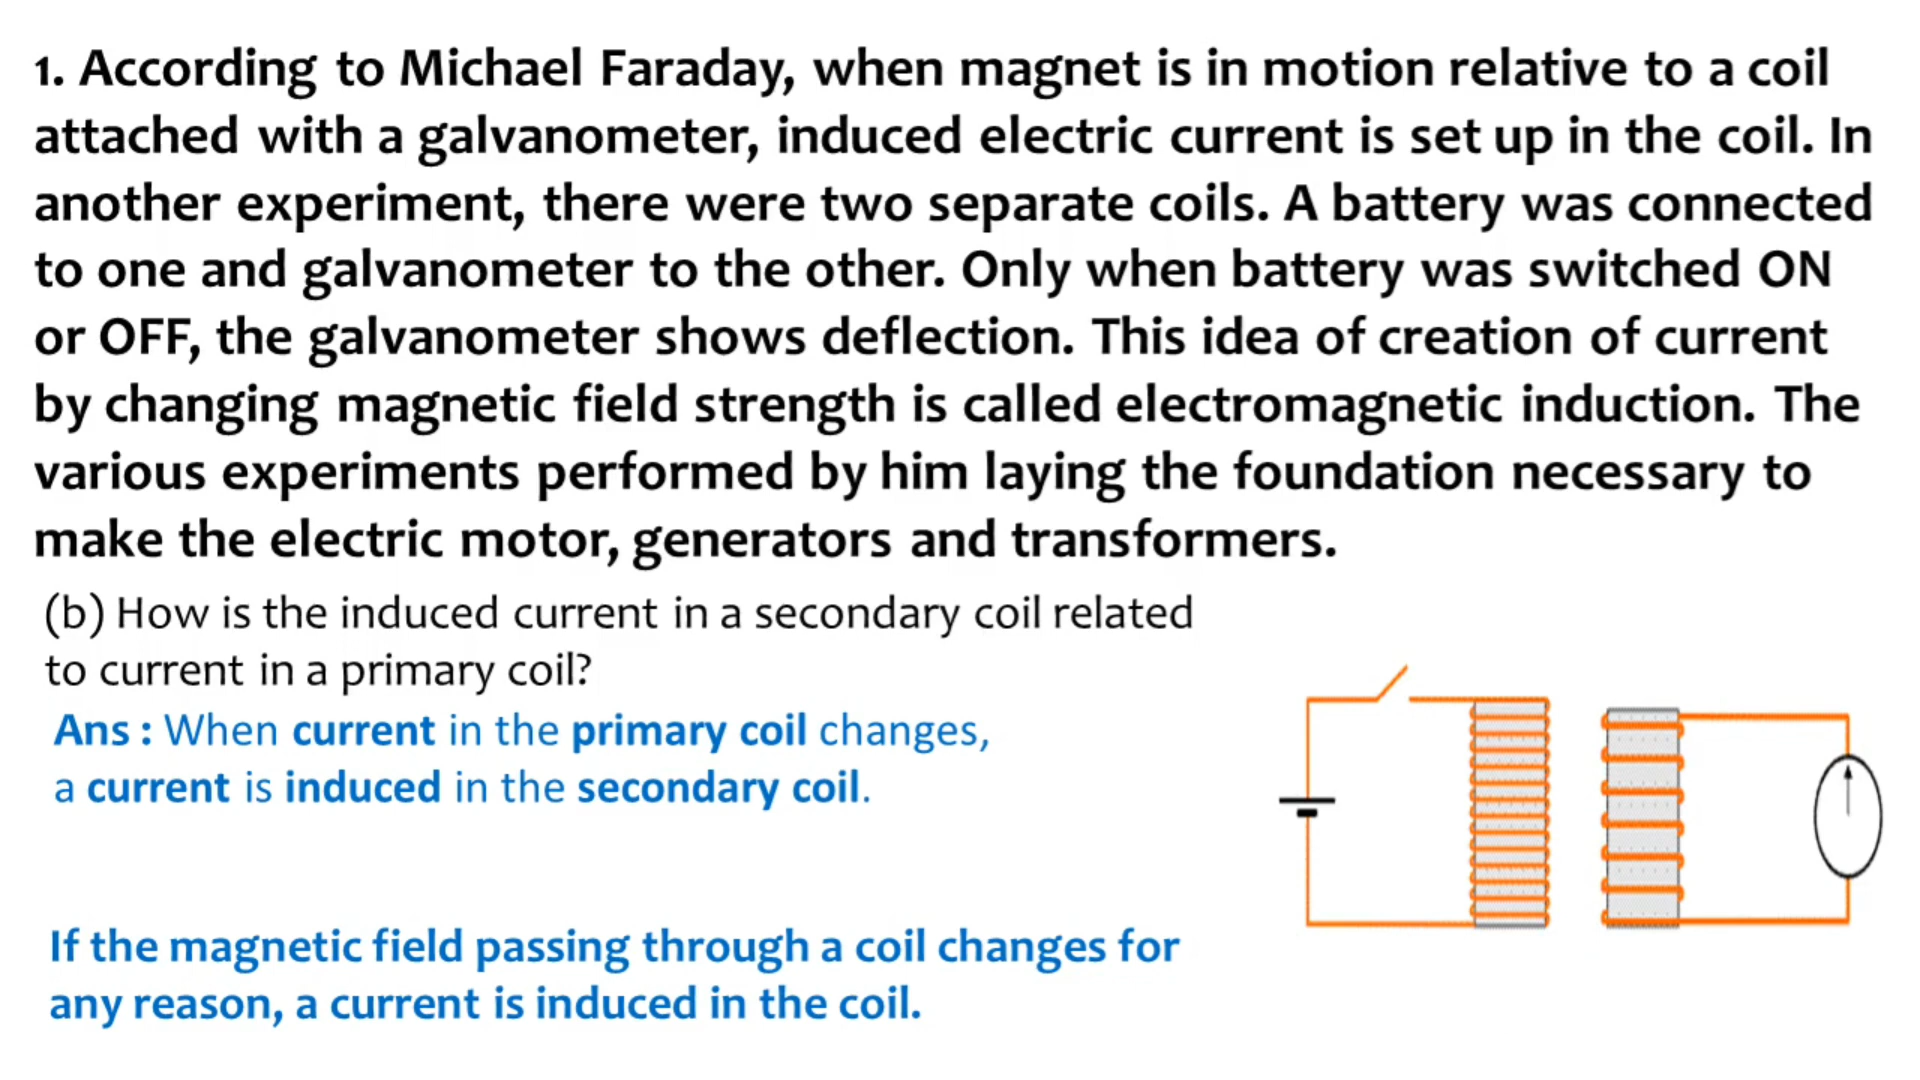 1. According to Michael Faraday, when magnet is in motion relative to a coil
attached with a galvanometer, induced electric current is set up in the coil. In
another experiment, there were two separate coils. A battery was connected
to one and galvanometer to the other. Only when battery was switched ON
or OFF, the galvanometer shows deflection. This idea of creation of current
by changing magnetic field strength is called electromagnetic induction. The
various experiments performed by him laying the foundation necessary to
make the electric motor, generators and transformers.
(b) How is the induced current in a secondary coil related
to current in a primary coil?
Ans : When current in the primary coil changes,
a current is induced in the secondary coil.
If the magnetic field passing through a coil changes for
any reason, a current is induced in the coil.